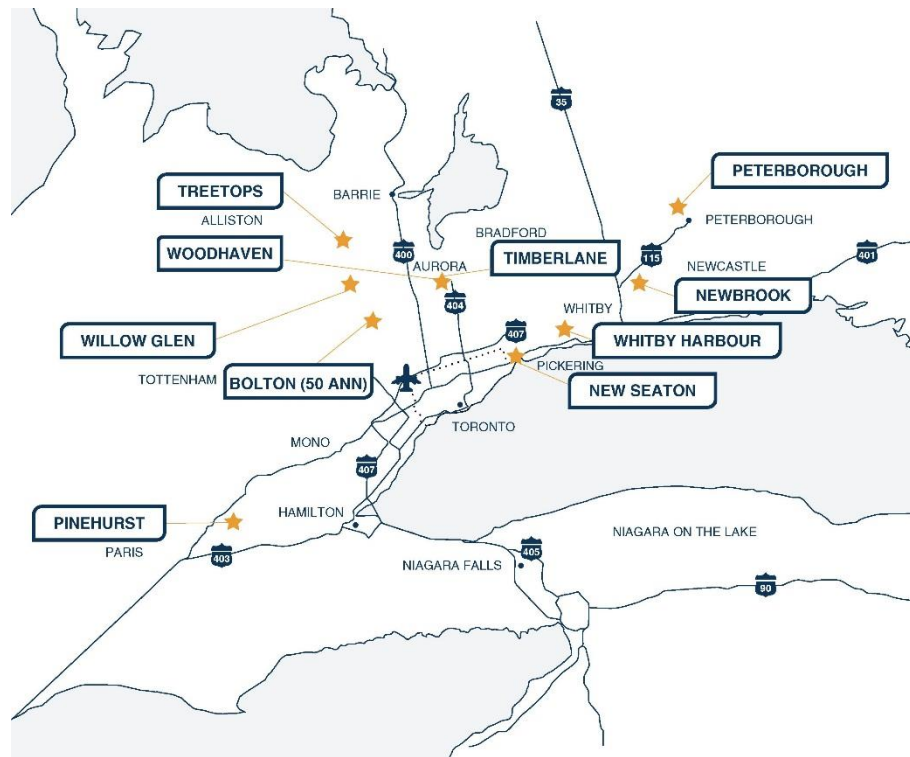 35
PETERBOROUGH
TREETOPS
BARRIE
PETERBOROUGH
ALLISTON
BRADFORD
WOODHAVEN
400
AURORA
TIMBERLANE
115
401
NEWCASTLE
404
NEWBROOK
WHITBY
407
WILLOW GLEN
WHITBY HARBOUR
PICKERING
TOTTENHAM
BOLTON (50 ANN)
NEW SEATON
TORONTO
MONO
407
HAMILTON
PINEHURST
NIAGARA ON THE LAKE
PARIS
403
405
NIAGARA FALLS
90